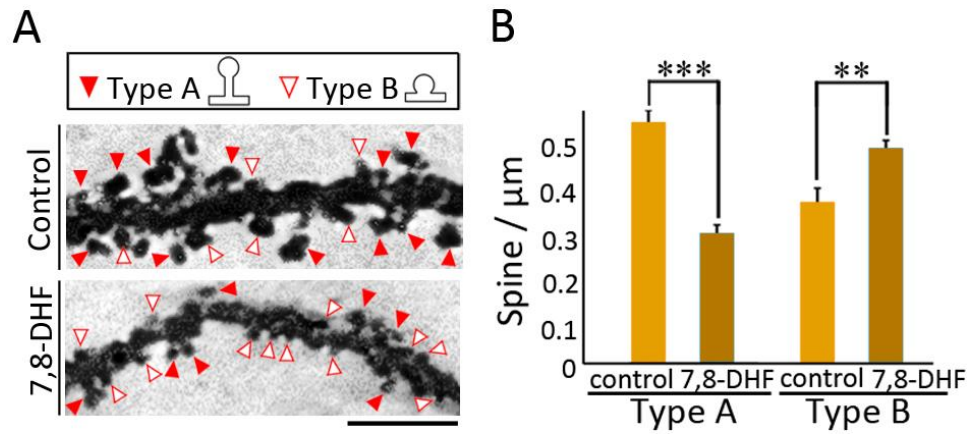 A
Type A
Type B
Control
7,8-DHF
B
***
**
Spine / µm
0.5
0.4
0.3
0.2
0.1
0
control 7,8-DHF control 7,8-DHF
Type A Type B